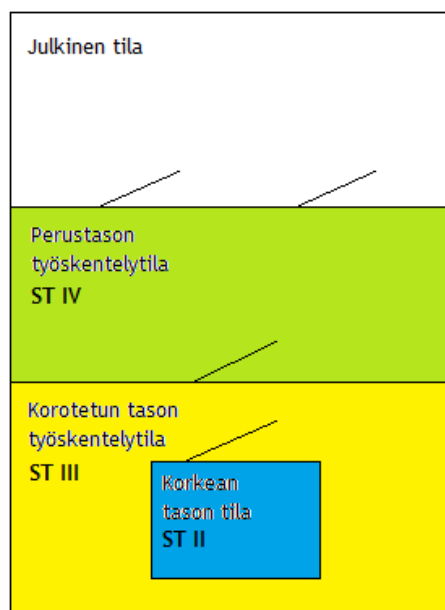 Julkinen tila
Perustason
työskentelytila
ST IV
Korotetun tason
työskentelytila
ST III
Korkean
tason tila
ST II